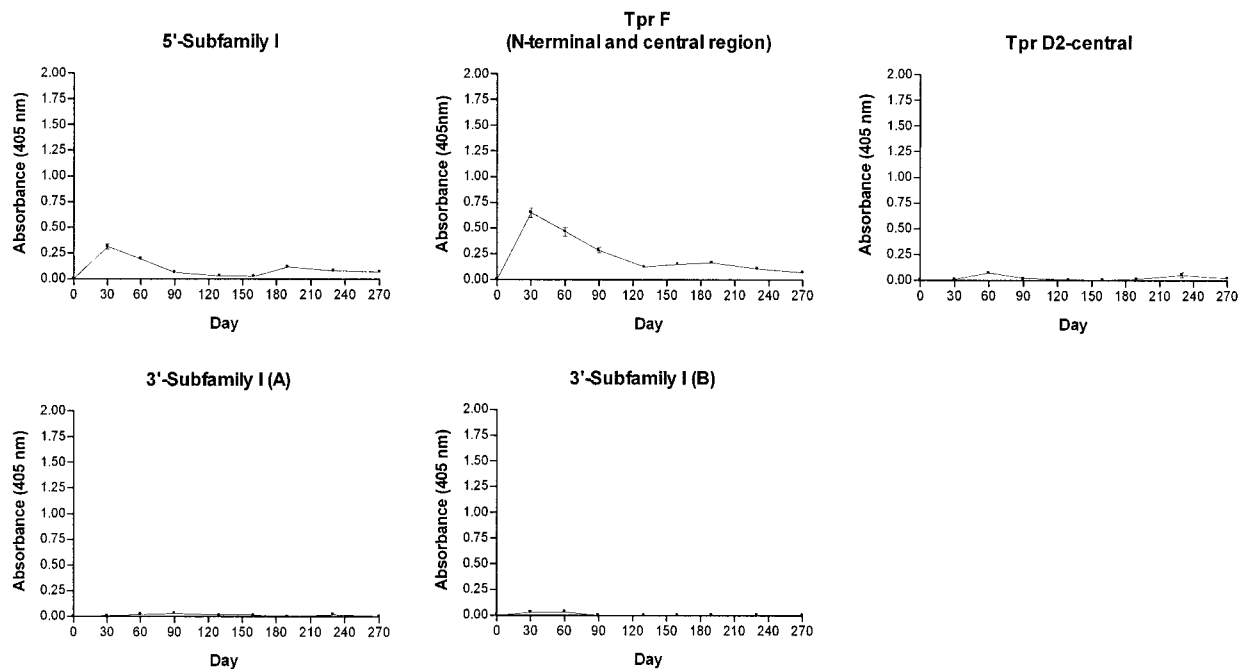 5'-Subfamily I
Absorbance (405 nm)
2.00
1.75
1.50
1.25
1.00
0.75
0.50
0.25
0.00
0 30 60 90 120 150 180 210 240 270
Day
Tpr F
(N-terminal and central region)
Absorbance (405nm)
2.00
1.75
1.50
1.25
1.00
0.75
0.50
0.25
0.00
0 30 60 90 120 150 180 210 240 270
Day
Tpr D2-central
Absorbance (405 nm)
2.00
1.75
1.50
1.25
1.00
0.75
0.50
0.25
0.00
0 30 60 90 120 150 180 210 240 270
Day
3'-Subfamily I (A)
Absorbance (405 nm)
2.00
1.75
1.50
1.25
1.00
0.75
0.50
0.25
0.00
0 30 60 90 120 150 180 210 240 270
Day
3'-Subfamily I (B)
Absorbance (405 nm)
2.00
1.75
1.50
1.25
1.00
0.75
0.50
0.25
0.00
0 30 60 90 120 150 180 210 240 270
Day